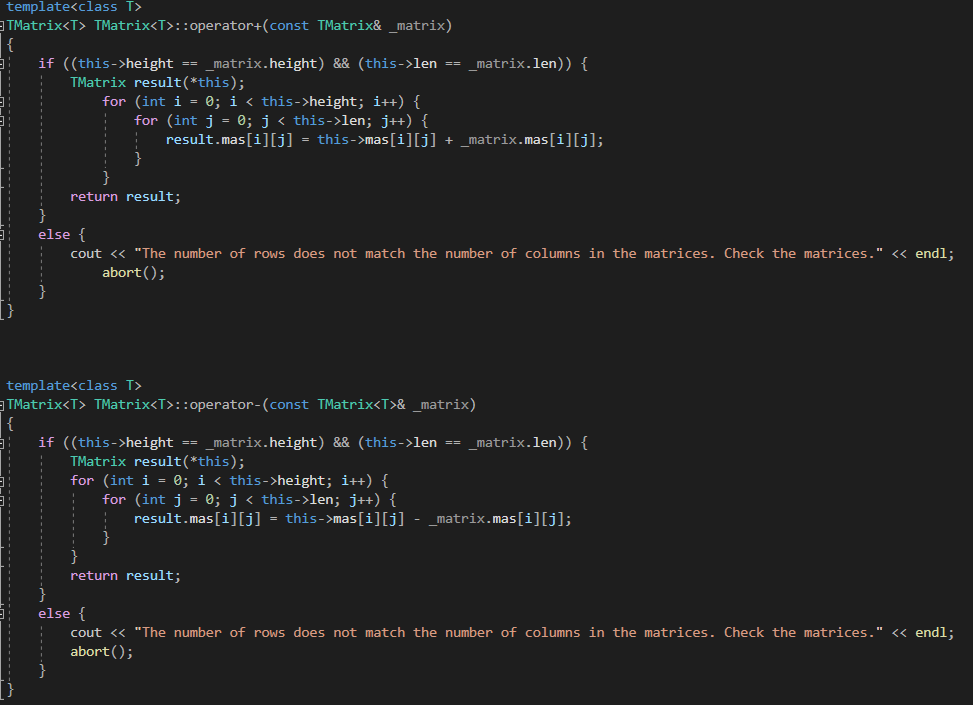 template<class T>
TMatrix<T> TMatrix<T>::operator+(const TMatrix& _matrix)
{
    if ((this->height == _matrix.height) && (this->len == _matrix.len)) {
        TMatrix result(*this);
            for (int i = 0; i < this->height; i++) {
                for (int j = 0; j < this->len; j++) {
                    result.mas[i][j] = this->mas[i][j] + _matrix.mas[i][j];
                }
            }
        return result;
    }
    else {
        cout << "The number of rows does not match the number of columns in the matrices. Check the matrices." << endl;
            abort();
    }
}
template<class T>
TMatrix<T> TMatrix<T>::operator-(const TMatrix<T>& _matrix)
{
    if ((this->height == _matrix.height) && (this->len == _matrix.len)) {
        TMatrix result(*this);
        for (int i = 0; i < this->height; i++) {
            for (int j = 0; j < this->len; j++) {
                result.mas[i][j] = this->mas[i][j] - _matrix.mas[i][j];
            }
        }
        return result;
    }
    else {
        cout << "The number of rows does not match the number of columns in the matrices. Check the matrices." << endl;
        abort();
    }
}